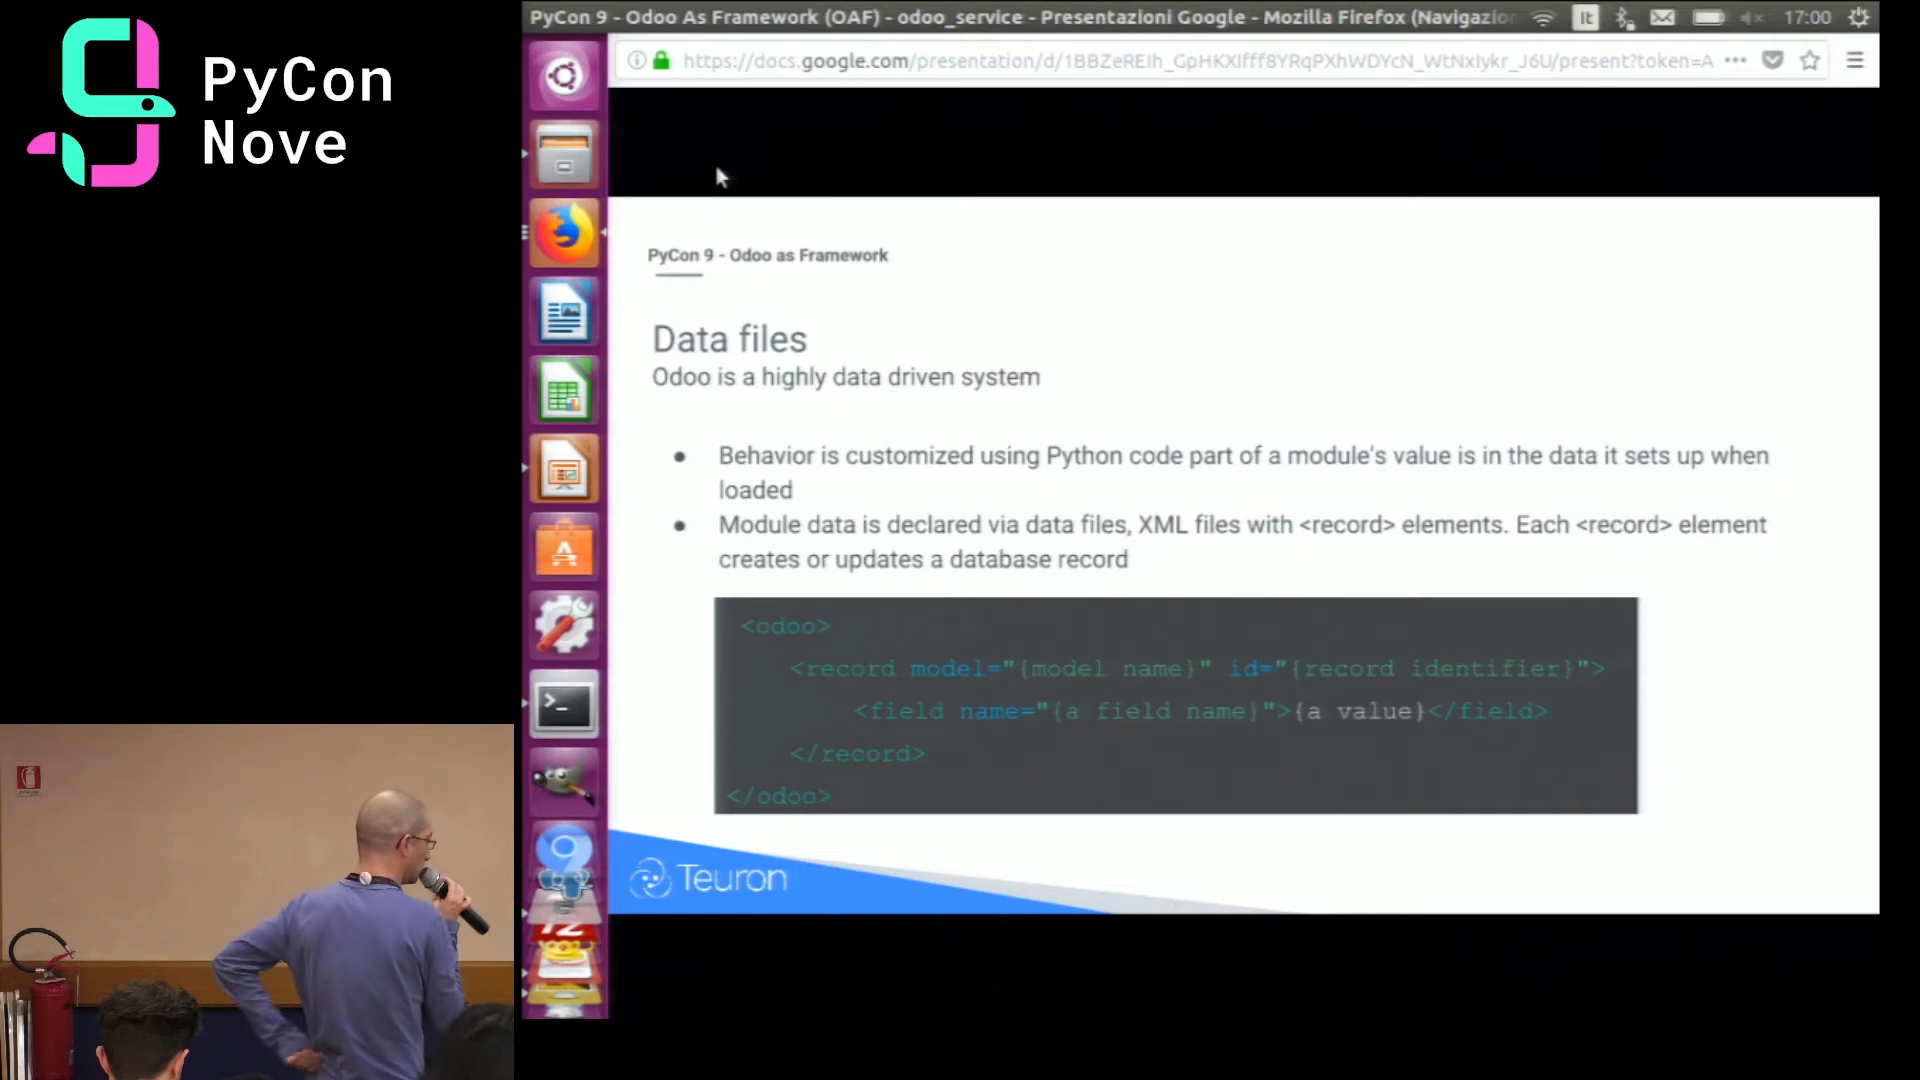 PyCon
Nove
PyCon 9 - Odoo As Framework (OAF) - odoo_service - Presentazioni Google - Mozilla Firefox (Navigazio
It
17:00
https://docs.google.com/presentation/d/
PyCon 9 - Odoo as Framework
Data files
Odoo is a highly data driven system
● Behavior is customized using Python code part of a module's value is in the data it sets up when
loaded
● Module data is declared via data files, XML files with <record> elements. Each <record> element
creates or updates a database record
<odoo>
<record model="{model name}" id="{record identifier}">
<field name="{a field name}">{a value}</field>
</record>
</odoo>
Teuron